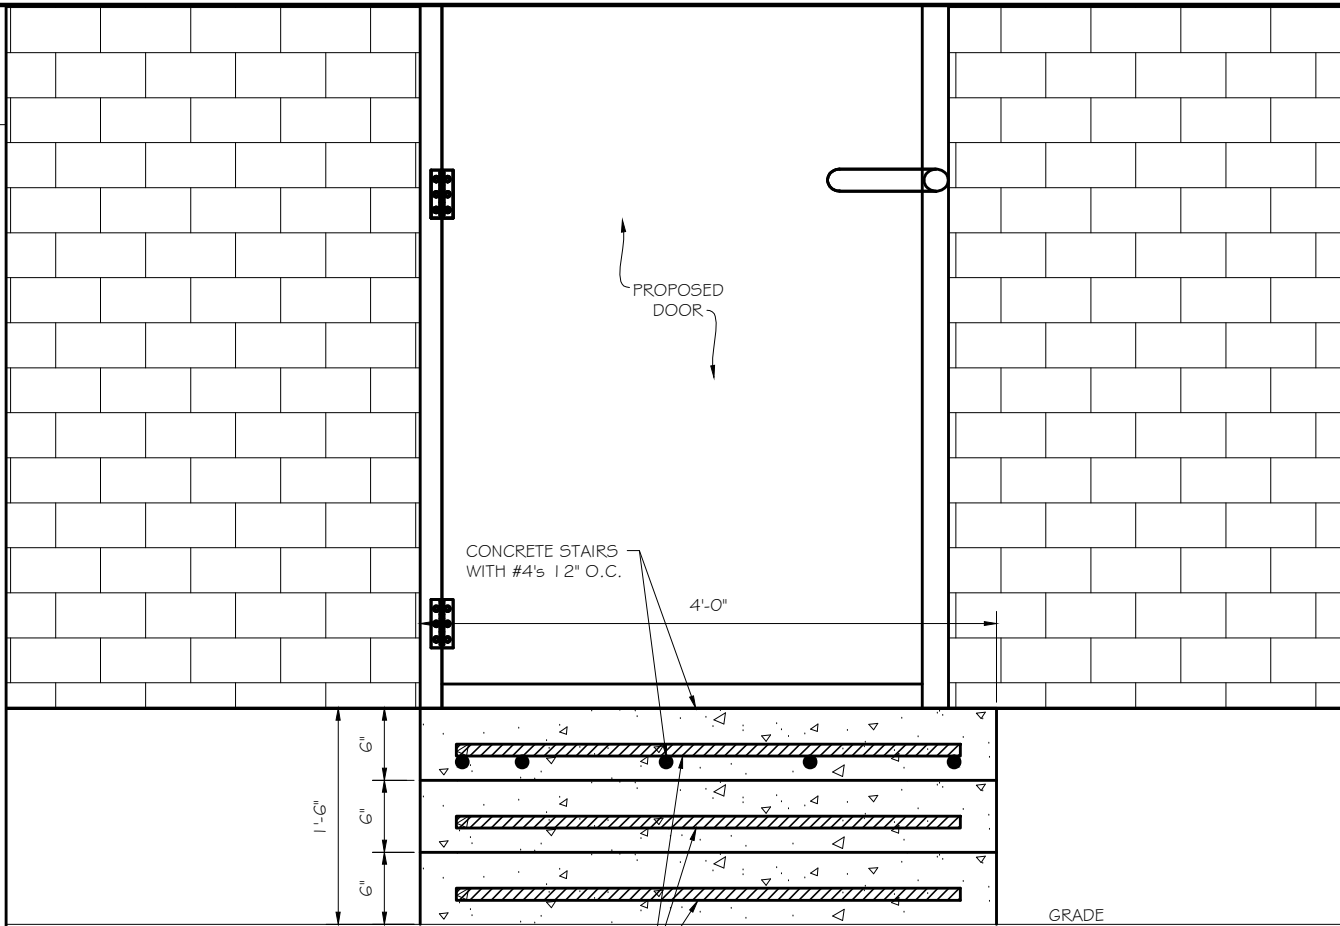 PROPOSED
DOOR
CONCRETE STAIRS
WITH #4's 12" O.C.
4'-0"
6"
6"
1'-6"
6"
GRADE